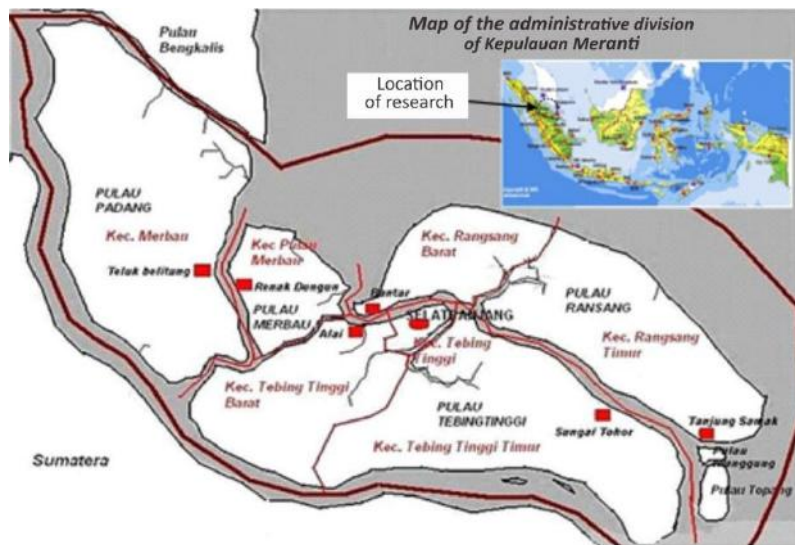 Map of the administrative division
of Kepulauan Meranti
Location
of research
Pulau
Bengkalis
PULAU
PADANG
Kec. Merbau
Teluk belitung
Kec Pulau
Merbau
Renak Dungun
PULAU
MERBAU
Alai
Bantar
Kec. Rangsang
Barat
PULAU
RANSANG
Kec. Rangsang
Timur
Kec. Tebing
Tinggi
Kec. Tebing Tinggi
Barat
PULAU
TEBINGTINGGI
Kec. Tebing Tinggi Timur
Sungai Tohor
Tanjung Samak
Pulau
Pulau Topang
Sumatera